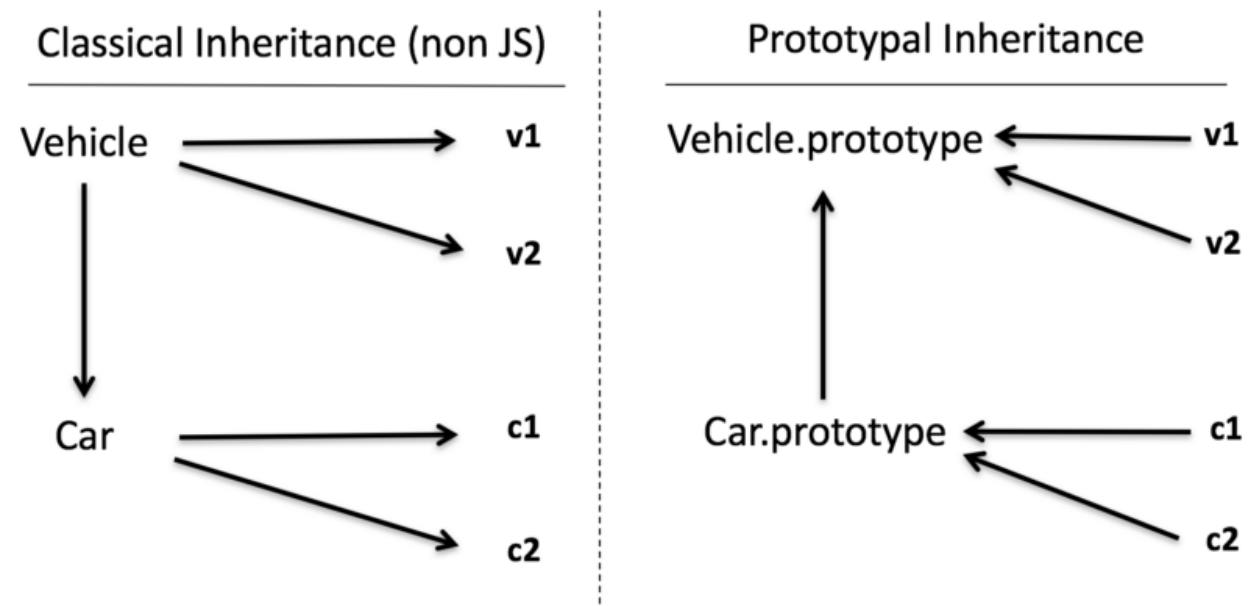 Classical Inheritance (non JS)
Vehicle
v1
v2
Car
c1
c2
Prototypal Inheritance
Vehicle.prototype
v1
v2
Car.prototype
c1
c2